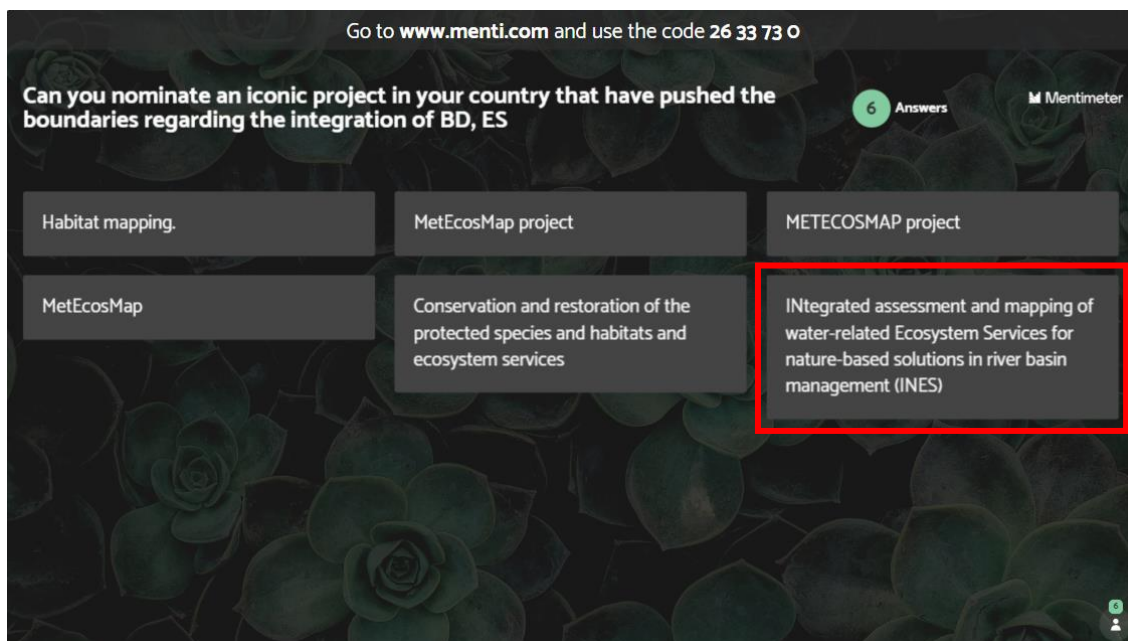 Go to www.menti.com and use the code 26 33 73 0
Can you nominate an iconic project in your country that have pushed the
boundaries regarding the integration of BD, ES
6 Answers
Mentimeter
Habitat mapping.
MetEcosMap project
METECOSMAP project
MetEcosMap
Conservation and restoration of the
protected species and habitats and
ecosystem services
INtegrated assessment and mapping of
water-related Ecosystem Services for
nature-based solutions in river basin
management (INES)
6